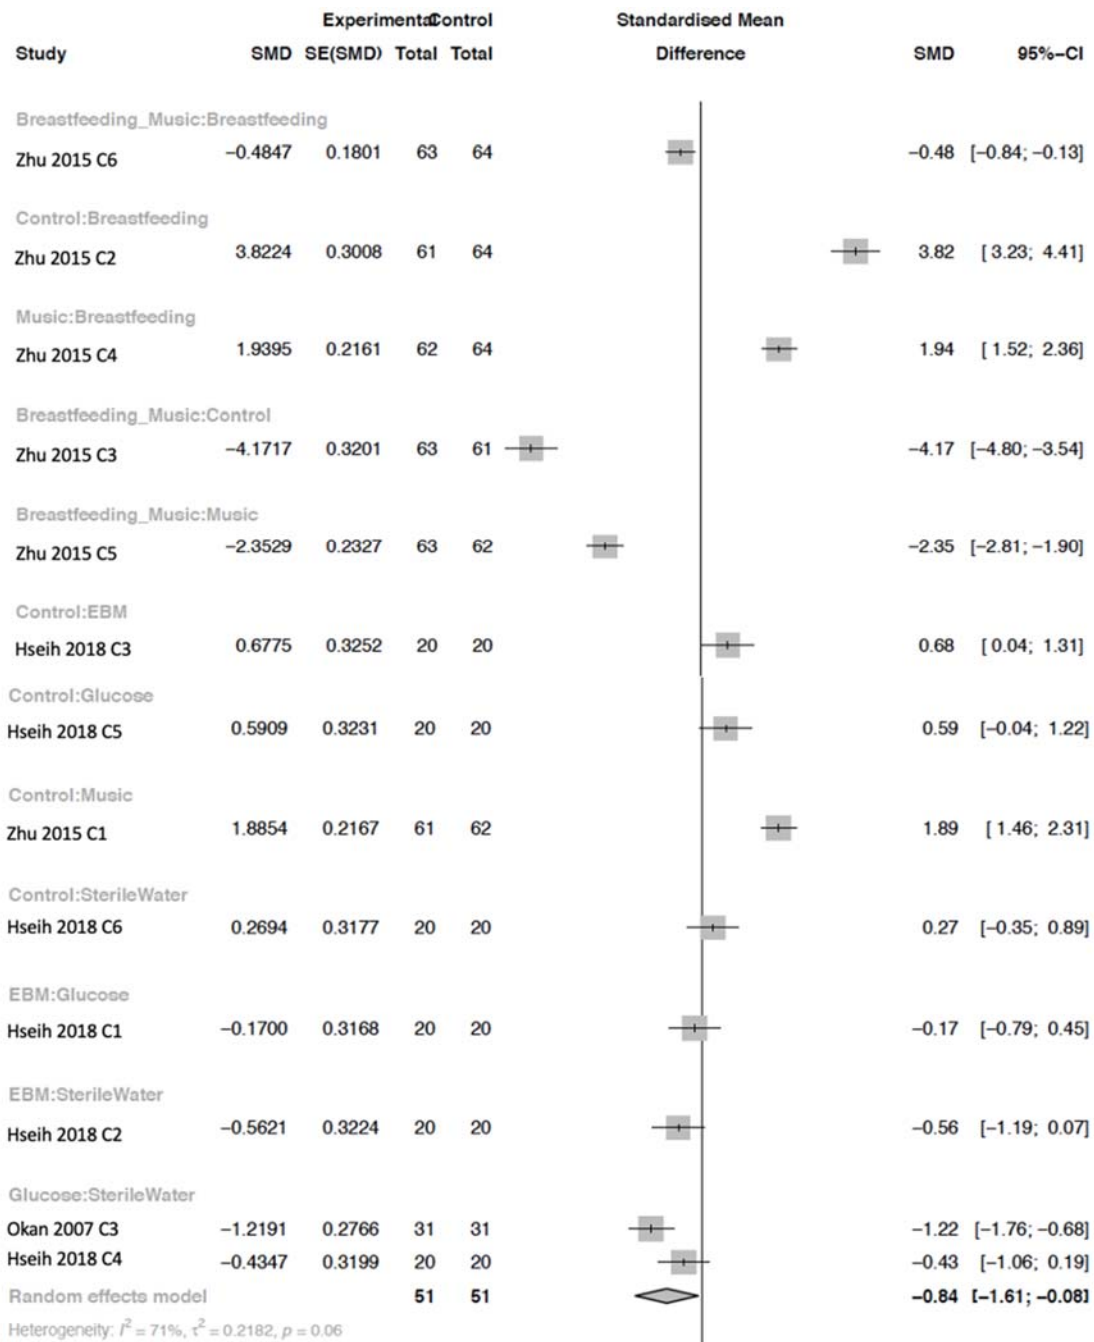 Experimental Control Standardised Mean
Study SMD SE(SMD) Total Total Difference SMD 95%−CI
Breastfeeding_Music:Breastfeeding
Zhu 2015 C6 −0.4847 0.1801 63 64 −0.48 [−0.84; −0.13]
Control:Breastfeeding
Zhu 2015 C2 3.8224 0.3008 61 64 3.82 [3.23; 4.41]
Music:Breastfeeding
Zhu 2015 C4 1.9395 0.2161 62 64 1.94 [1.52; 2.36]
Breastfeeding_Music:Control
Zhu 2015 C3 −4.1717 0.3201 63 61 −4.17 [−4.80; −3.54]
Breastfeeding_Music:Music
Zhu 2015 C5 −2.3529 0.2327 63 62 −2.35 [−2.81; −1.90]
Control:EBM
Hseih 2018 C3 0.6775 0.3252 20 20 0.68 [0.04; 1.31]
Control:Glucose
Hseih 2018 C5 0.5909 0.3231 20 20 0.59 [−0.04; 1.22]
Control:Music
Zhu 2015 C1 1.8854 0.2167 61 62 1.89 [1.46; 2.31]
Control:SterileWater
Hseih 2018 C6 0.2694 0.3177 20 20 0.27 [−0.35; 0.89]
EBM:Glucose
Hseih 2018 C1 −0.1700 0.3168 20 20 −0.17 [−0.79; 0.45]
EBM:SterileWater
Hseih 2018 C2 −0.5621 0.3224 20 20 −0.56 [−1.19; 0.07]
Glucose:SterileWater
Okan 2007 C3 −1.2191 0.2766 31 31 −1.22 [−1.76; −0.68]
Hseih 2018 C4 −0.4347 0.3199 20 20 −0.43 [−1.06; 0.19]
Random effects model 51 51 −0.84 [−1.61; −0.08]
Heterogeneity: I² = 71%, τ² = 0.2182, p = 0.06